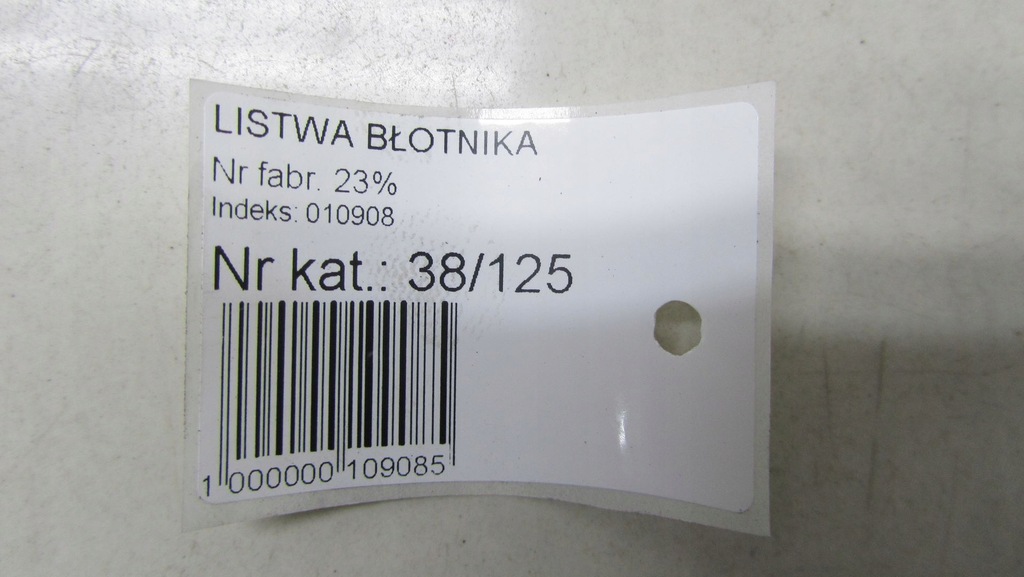 LISTWA BŁOTNIKA
Nr fabr. 23%
Indeks: 010908
Nr kat.: 38/125
1 000000 109085